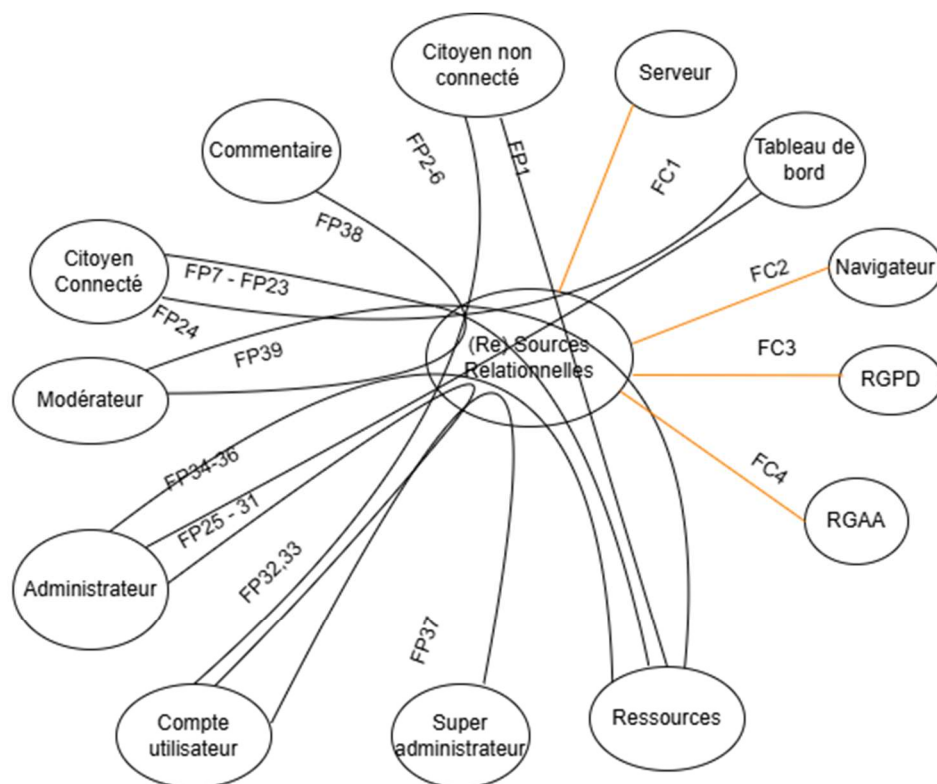 Citoyen non
connecté
Serveur
Commentaire
FP2-6
FP1
FC1
Tableau de
bord
FP38
Citoyen
Connecté
FP7 - FP23
FC2
Navigateur
FP24
FP39
(Re) Sources
Relationnelles
FC3
RGPD
Modérateur
FP34-36
FC4
FP25 - 31
RGAA
Administrateur
FP32,33
FP37
Compte
utilisateur
Super
administrateur
Ressources